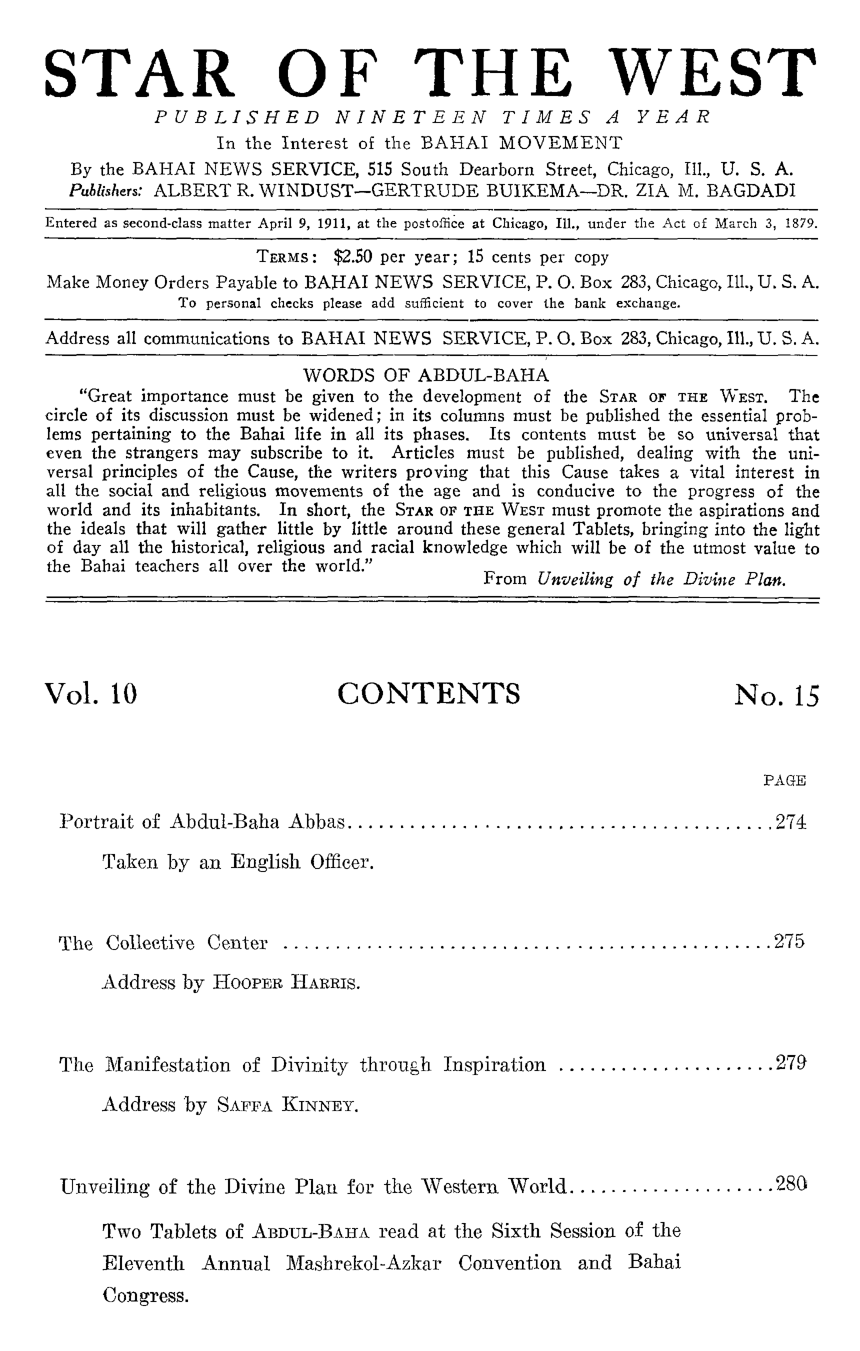 STAR OF THE WEST
PUBLISHED NINETEEN TIMES A YEAR
In the Interest of the BAHAI MOVEMENT
By the BAHAI NEWS SERVICE, 515 South Dearborn Street, Chicago, Ill., U. S. A.
Publishers: ALBERT R. WINDUST—GERTRUDE BUIKEMA—DR. ZIA M. BAGDADI
Entered as second-class matter April 9, 1911, at the postoffice at Chicago, Ill., under the Act of March 3, 1879.
TERMS: $2.50 per year; 15 cents per copy
Make Money Orders Payable to BAHAI NEWS SERVICE, P. O. Box 283, Chicago, Ill., U. S. A.
To personal checks please add sufficient to cover the bank exchange.
Address all communications to BAHAI NEWS SERVICE, P. O. Box 283, Chicago, Ill., U. S. A.
WORDS OF ABDUL-BAHA
"Great importance must be given to the development of the STAR OF THE WEST. The
circle of its discussion must be widened; in its columns must be published the essential prob-
lems pertaining to the Bahai life in all its phases. Its contents must be so universal that
even the strangers may subscribe to it. Articles must be published, dealing with the uni-
versal principles of the Cause, the writers proving that this Cause takes a vital interest in
all the social and religious movements of the age and is conducive to the progress of the
world and its inhabitants. In short, the STAR OF THE WEST must promote the aspirations and
the ideals that will gather little by little around these general Tablets, bringing into the light
of day all the historical, religious and racial knowledge which will be of the utmost value to
the Bahai teachers all over the world."
From Unveiling of the Divine Plan.
Vol. 10 CONTENTS No. 15
PAGE
Portrait of Abdul-Baha Abbas.........................................274
Taken by an English Officer.
The Collective Center ...............................................275
Address by HOOPER HARRIS.
The Manifestation of Divinity through Inspiration .....................279
Address by SAFFA KINNEY.
Unveiling of the Divine Plan for the Western World....................280
Two Tablets of ABDUL-BAHA read at the Sixth Session of the
Eleventh Annual Mashrekol-Azkar Convention and Bahai
Congress.